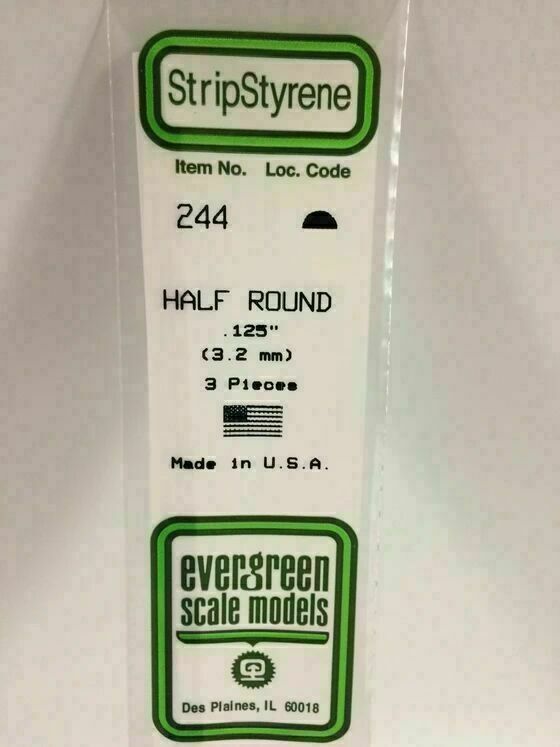 StripStyrene
Item No. Loc. Code
244
HALF ROUND
.125"
(3.2 mm)
3 Pieces
Made in U.S.A.
evergreen
scale models
Des Plaines, IL 60018